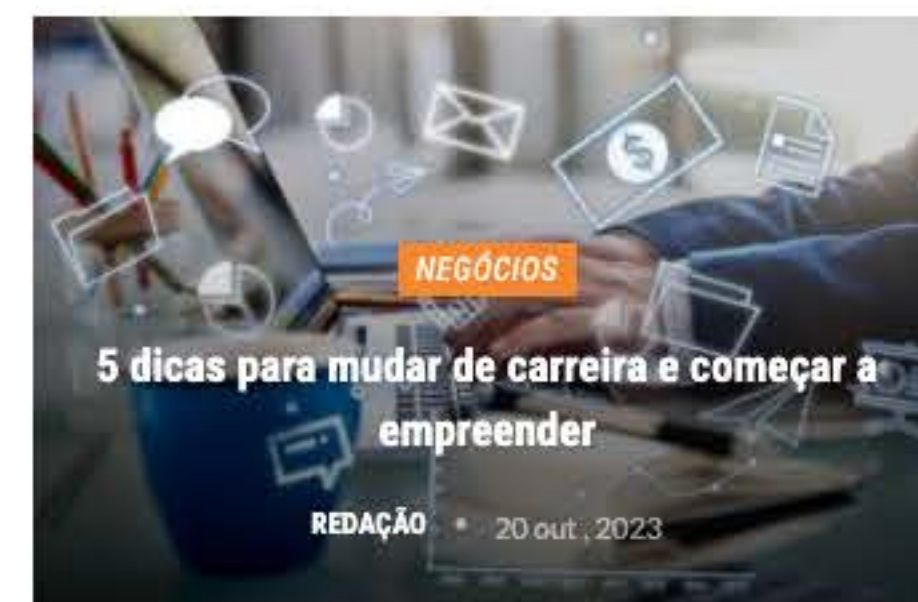 NEGÓCIOS
5 dicas para mudar de carreira e começar a
empreender
REDAÇÃO • 20 out , 2023